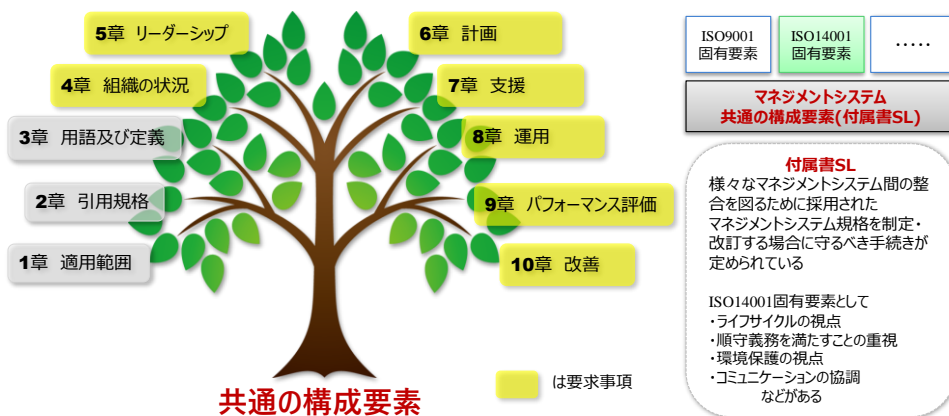 5章 リーダーシップ
4章 組織の状況
3章 用語及び定義
2章 引用規格
1章 適用範囲
6章 計画
7章 支援
8章 運用
9章 パフォーマンス評価
10章 改善
共通の構成要素
は要求事項
ISO9001
固有要素
ISO14001
固有要素
‥‥‥
マネジメントシステム
共通の構成要素(付属書SL)
付属書SL
様々なマネジメントシステム間の整
合を図るために採用された
マネジメントシステム規格を制定・
改訂する場合に守るべき手続きが
定められている
ISO14001固有要素として
・ライフサイクルの視点
・順守義務を満たすことの重視
・環境保護の視点
・コミュニケーションの協調
などがある